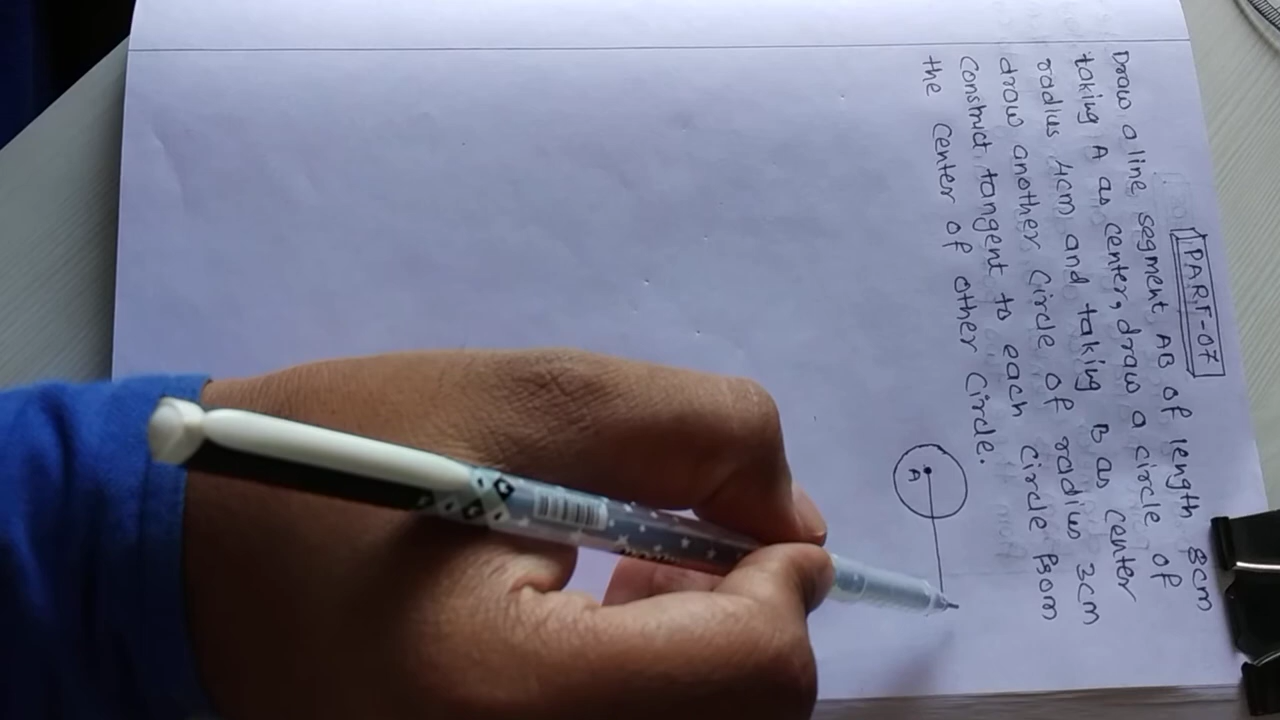 PART-07
Draw a line segment AB of length 8cm
taking A as center, draw a circle of
radius 4cm and taking B as center
draw another circle of radius 3cm
Construct tangent to each circle from
the center of other circle.
A